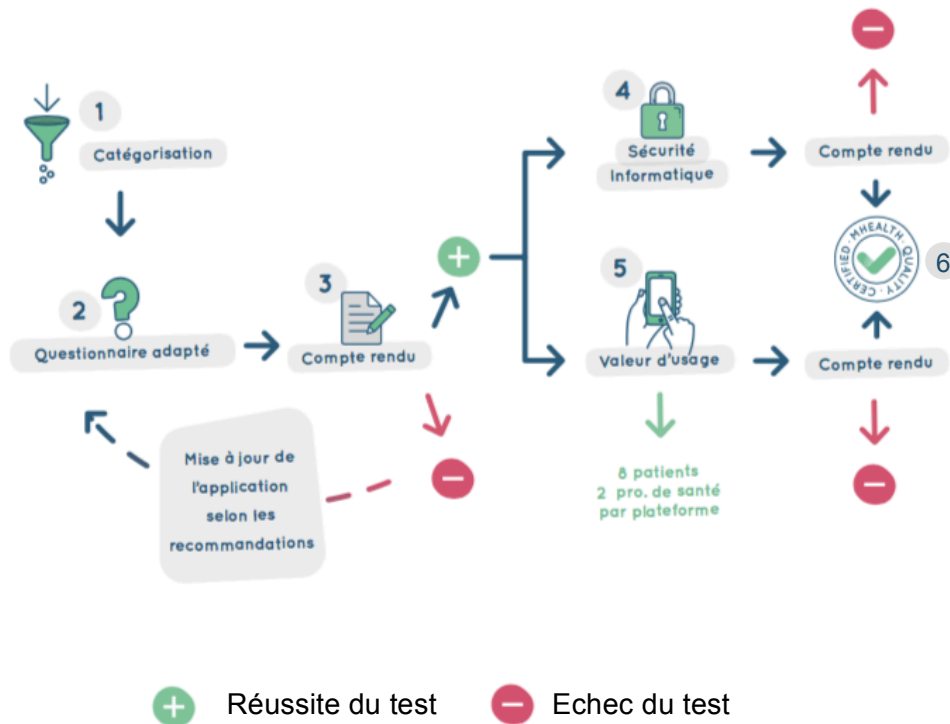 1
Catégorisation
2
Questionnaire adapté
3
Compte rendu
Mise à jour de
l'application
selon les
recommandations
4
Sécurité
Informatique
Compte rendu
5
Valeur d'usage
8 patients
2 pro. de santé
par plateforme
Compte rendu
CERTIFIED · MHEALTH · QUALITY ·
6
Réussite du test
Echec du test